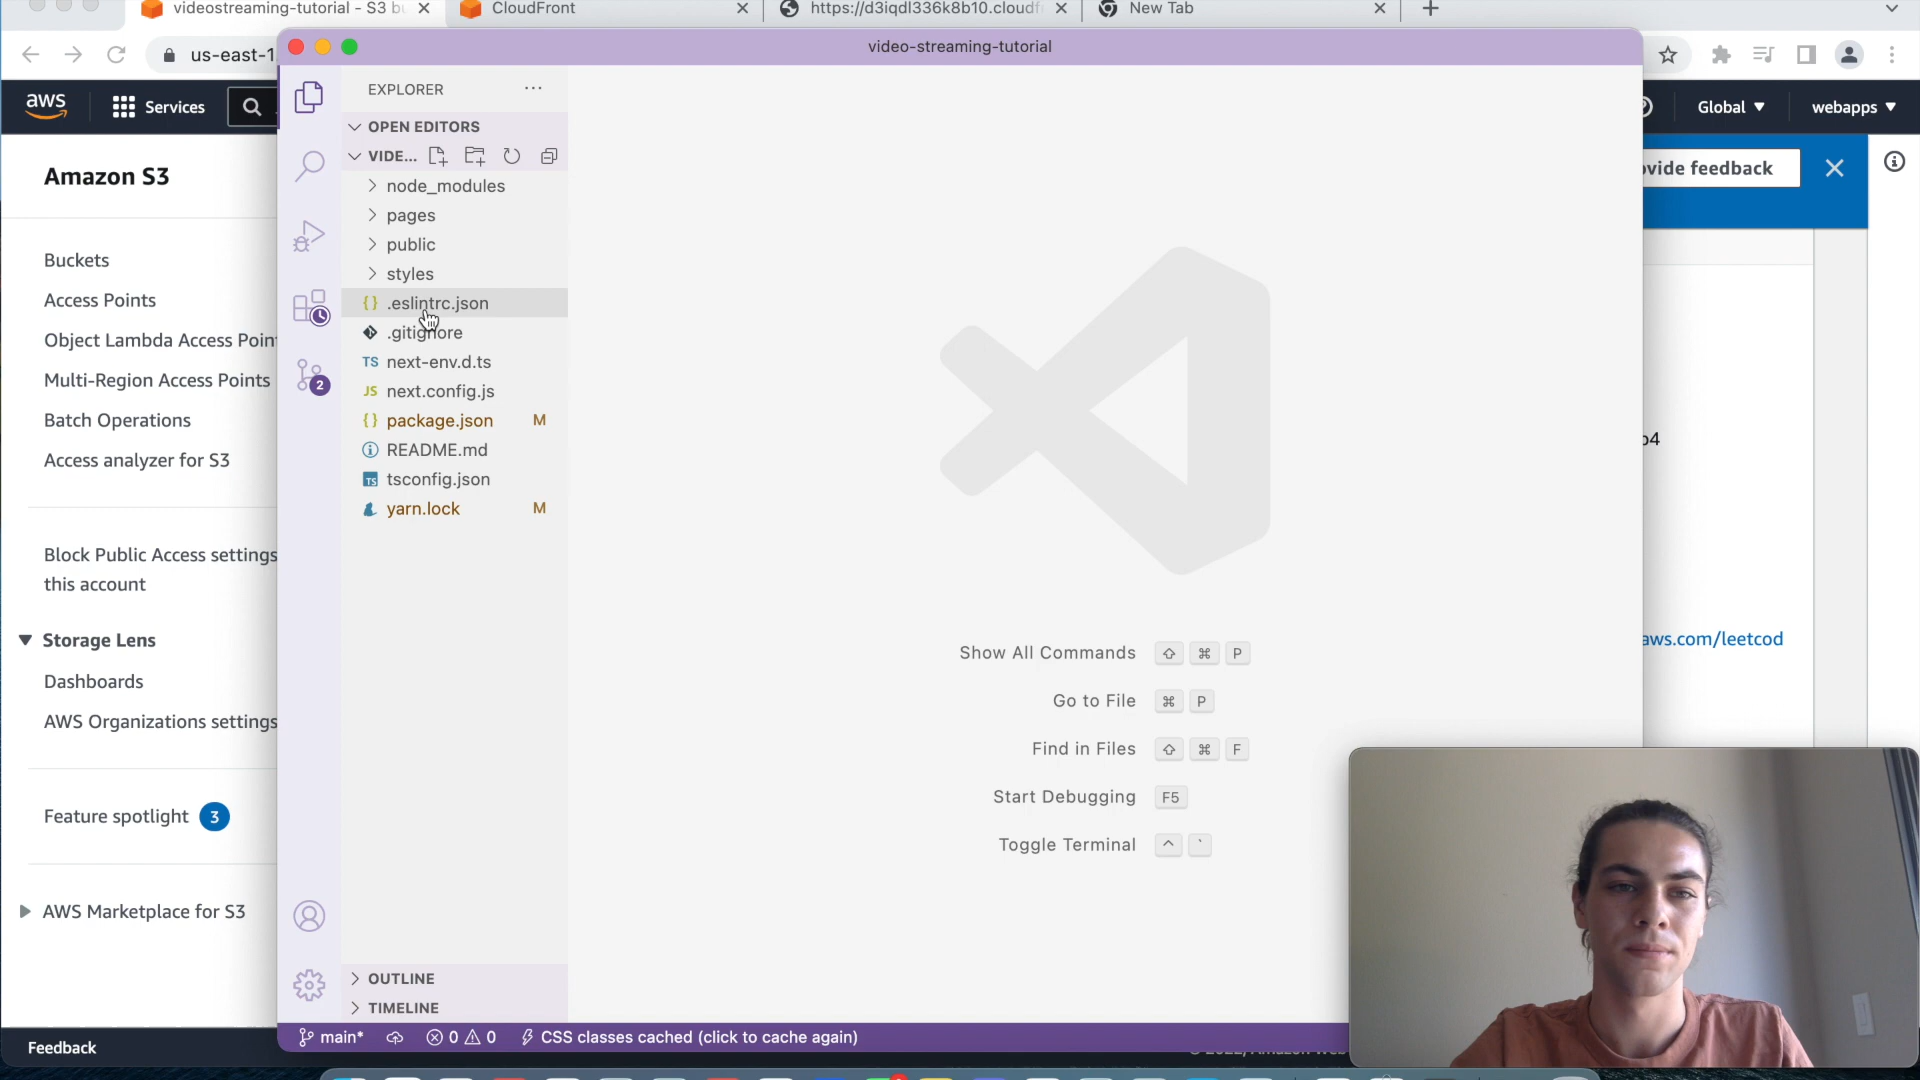 videostreaming-tutorial - S3 bu
CloudFront
https://d3iqdl336k8b10.cloudfr
New Tab
us-east-1
video-streaming-tutorial
aws
Services
Global
webapps
EXPLORER
OPEN EDITORS
VIDE...
node_modules
pages
public
styles
.eslintrc.json
.gitignore
next-env.d.ts
next.config.js
package.json M
README.md
tsconfig.json
yarn.lock M
OUTLINE
TIMELINE
2
Amazon S3
Buckets
Access Points
Object Lambda Access Poin
Multi-Region Access Points
Batch Operations
Access analyzer for S3
Block Public Access settings
this account
Storage Lens
Dashboards
AWS Organizations settings
Feature spotlight 3
AWS Marketplace for S3
Feedback
ovide feedback
p4
aws.com/leetcod
Show All Commands ⇧ ⌘ P
Go to File ⌘ P
Find in Files ⇧ ⌘ F
Start Debugging F5
Toggle Terminal ^ `
main* 0 0 CSS classes cached (click to cache again)